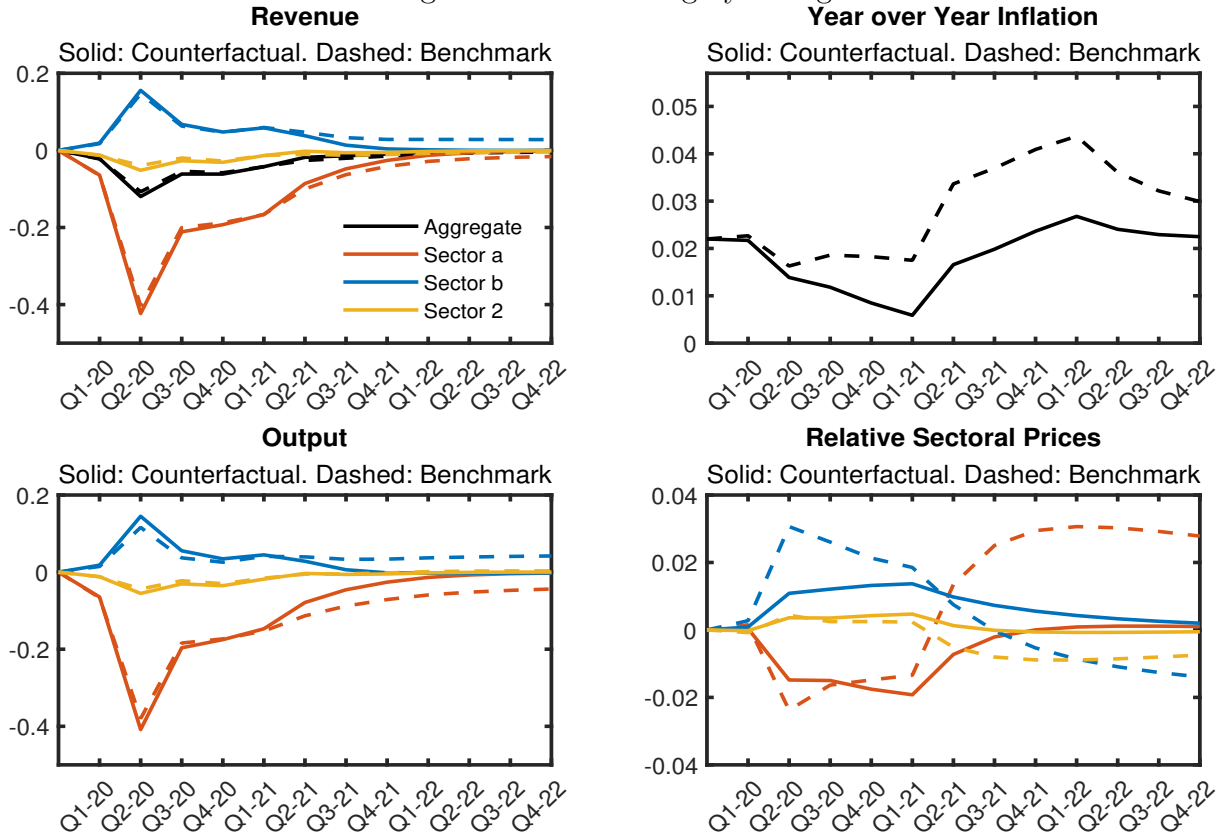 Revenue
Solid: Counterfactual. Dashed: Benchmark
0.2
0
-0.2
-0.4
Aggregate
Sector a
Sector b
Sector 2
Q1-20
Q2-20
Q3-20
Q4-20
Q1-21
Q2-21
Q3-21
Q4-21
Q1-22
Q2-22
Q3-22
Q4-22
Year over Year Inflation
Solid: Counterfactual. Dashed: Benchmark
0.05
0.04
0.03
0.02
0.01
0
Q1-20
Q2-20
Q3-20
Q4-20
Q1-21
Q2-21
Q3-21
Q4-21
Q1-22
Q2-22
Q3-22
Q4-22
Output
Solid: Counterfactual. Dashed: Benchmark
0.2
0
-0.2
-0.4
Q1-20
Q2-20
Q3-20
Q4-20
Q1-21
Q2-21
Q3-21
Q4-21
Q1-22
Q2-22
Q3-22
Q4-22
Relative Sectoral Prices
Solid: Counterfactual. Dashed: Benchmark
0.04
0.02
0
-0.02
-0.04
Q1-20
Q2-20
Q3-20
Q4-20
Q1-21
Q2-21
Q3-21
Q4-21
Q1-22
Q2-22
Q3-22
Q4-22